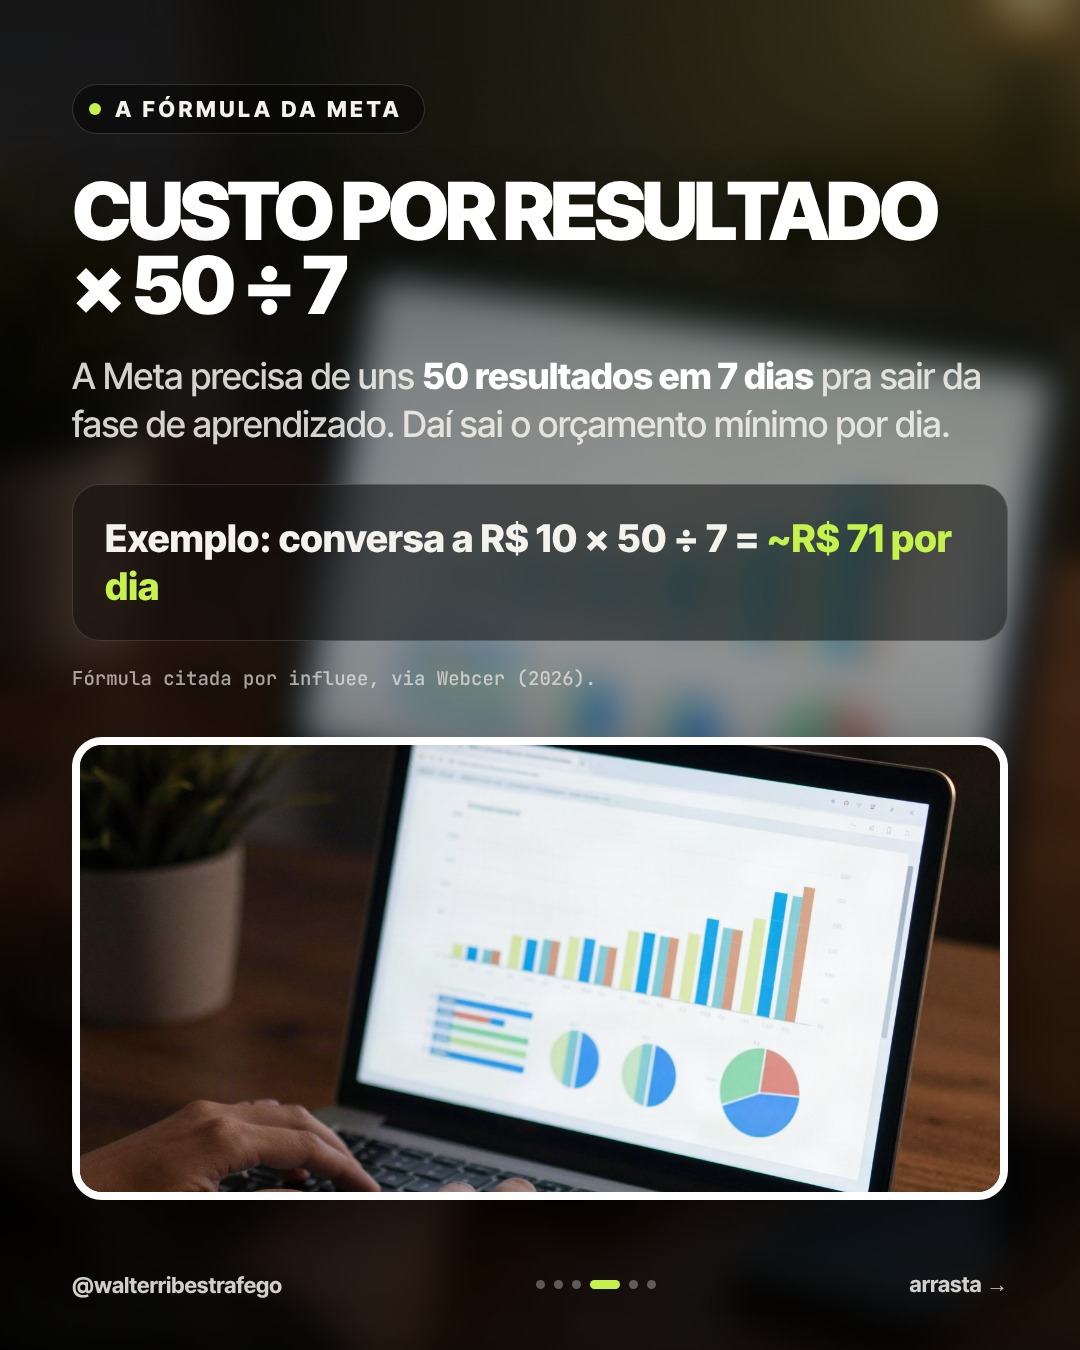 A FÓRMULA DA META
CUSTO POR RESULTADO
× 50 ÷ 7
A Meta precisa de uns 50 resultados em 7 dias pra sair da
fase de aprendizado. Daí sai o orçamento mínimo por dia.
Exemplo: conversa a R$ 10 × 50 ÷ 7 = ~R$ 71 por
dia
Fórmula citada por influee, via Webcer (2026).
@walterribestrafego
arrasta →